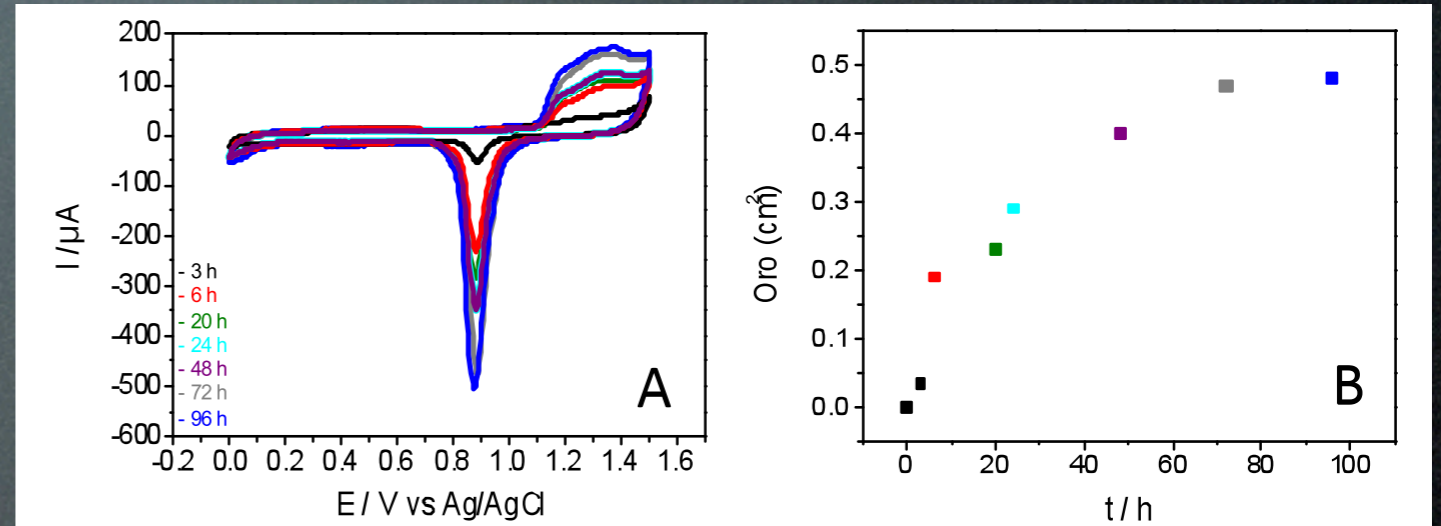 200
100
0
-100
-200
-300
-400
-500
-600
I /µA
- 3 h
- 6 h
- 20 h
- 24 h
- 48 h
- 72 h
- 96 h
A
-0.2 0.0 0.2 0.4 0.6 0.8 1.0 1.2 1.4 1.6
E / V vs Ag/AgCl
0.5
0.4
0.3
0.2
0.1
0.0
Oro (cm²)
B
0 20 40 60 80 100
t / h